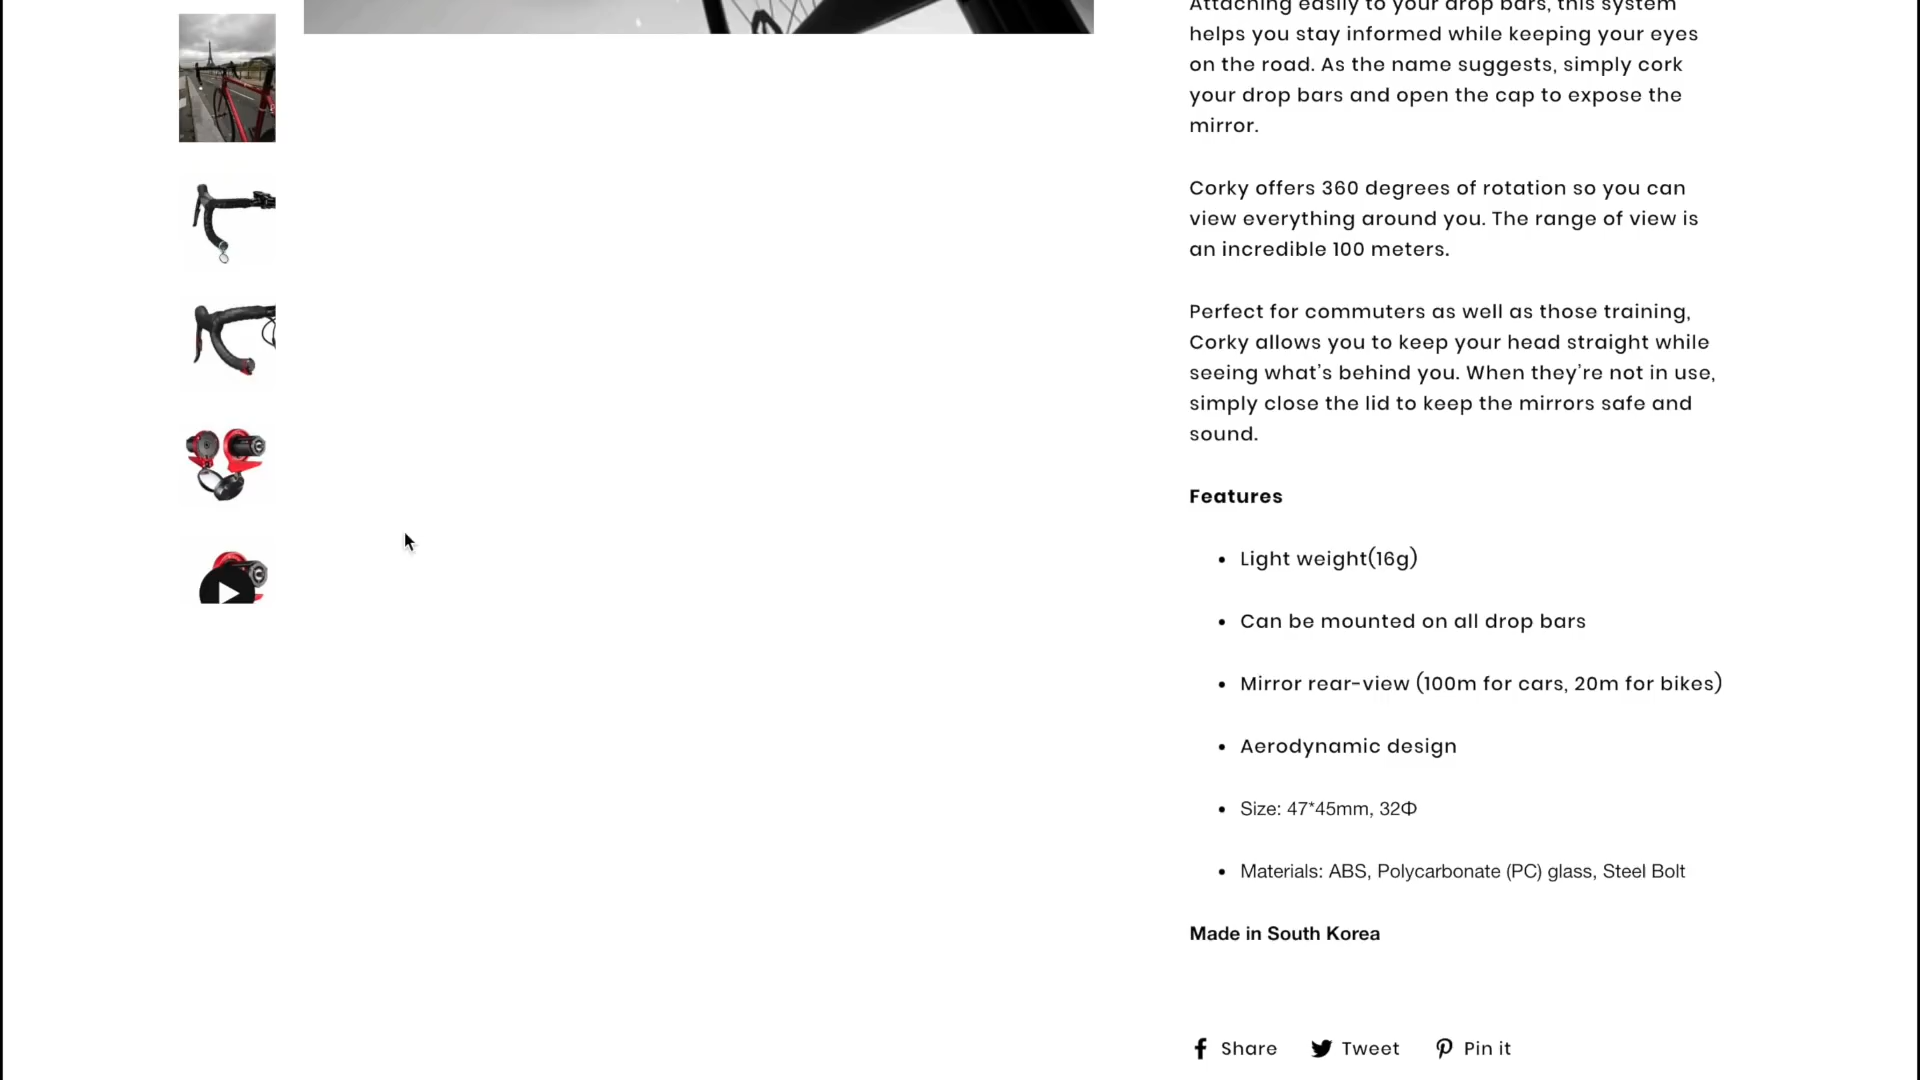 Attaching easily to your drop bars, this system
helps you stay informed while keeping your eyes
on the road. As the name suggests, simply cork
your drop bars and open the cap to expose the
mirror.
Corky offers 360 degrees of rotation so you can
view everything around you. The range of view is
an incredible 100 meters.
Perfect for commuters as well as those training,
Corky allows you to keep your head straight while
seeing what’s behind you. When they’re not in use,
simply close the lid to keep the mirrors safe and
sound.
Features
• Light weight(16g)
• Can be mounted on all drop bars
• Mirror rear-view (100m for cars, 20m for bikes)
• Aerodynamic design
• Size: 47*45mm, 32Φ
• Materials: ABS, Polycarbonate (PC) glass, Steel Bolt
Made in South Korea
Share Tweet Pin it